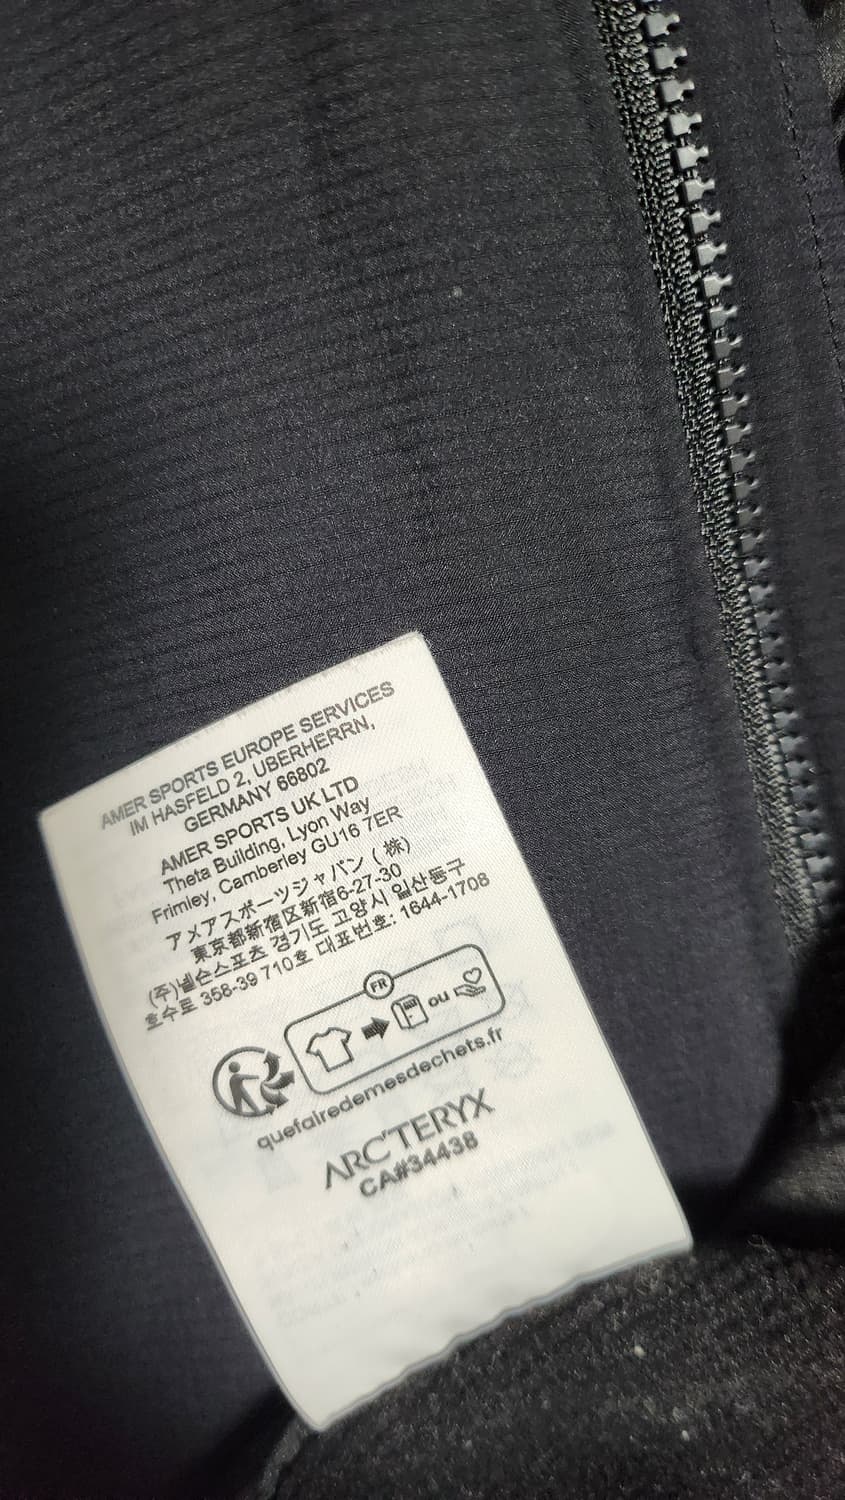 AMER SPORTS EUROPE SERVICES
IM HASFELD 2, UBERHERRN,
GERMANY 66802
AMER SPORTS UK LTD
Theta Building, Lyon Way
Frimley, Camberley GU16 7ER
アメアスポーツジャパン (株)
東京都新宿区新宿6-27-30
(주)넬슨스포츠 경기도 고양시 일산동구
호수로 358-39 710호 대표번호: 1644-1708
FR
ou
quefairedemesdechets.fr
ARC'TERYX
CA#34438